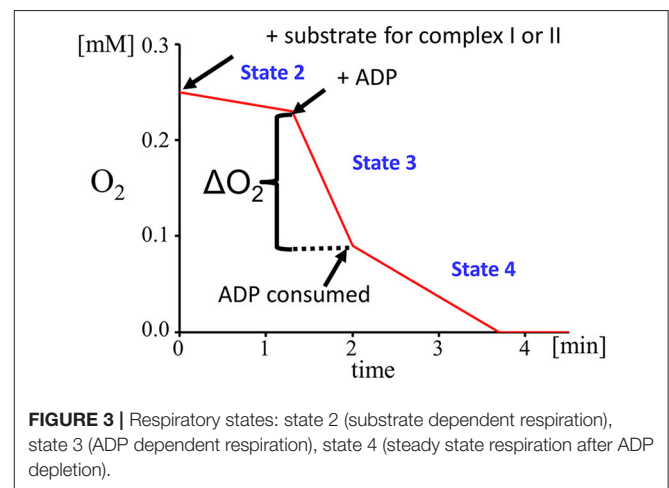 + substrate for complex I or II
[mM] 0.3
State 2
+ ADP
0.2
State 3
O₂
ΔO₂
0.1
State 4
ADP consumed
0.0
0 1 2 3 4 [min]
time
FIGURE 3 | Respiratory states: state 2 (substrate dependent respiration),
state 3 (ADP dependent respiration), state 4 (steady state respiration after ADP
depletion).